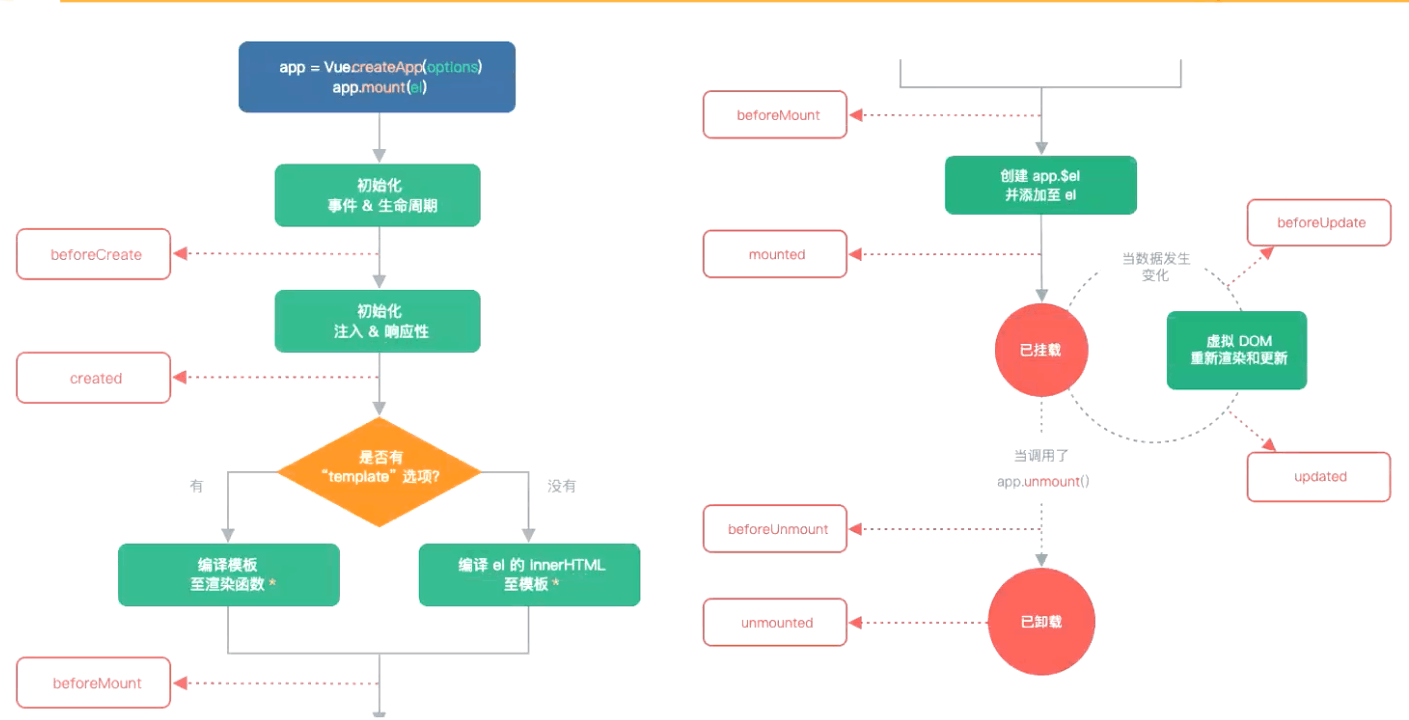 app = Vue.createApp(options)
app.mount(el)
初始化
事件 & 生命周期
beforeCreate
初始化
注入 & 响应性
created
是否有
“template” 选项?
有
没有
编译模板
至渲染函数 *
编译 el 的 innerHTML
至模板 *
beforeMount
beforeMount
创建 app.$el
并添加至 el
mounted
beforeUpdate
当数据发生
变化
已挂载
虚拟 DOM
重新渲染和更新
updated
当调用了
app.unmount()
beforeUnmount
已卸载
unmounted